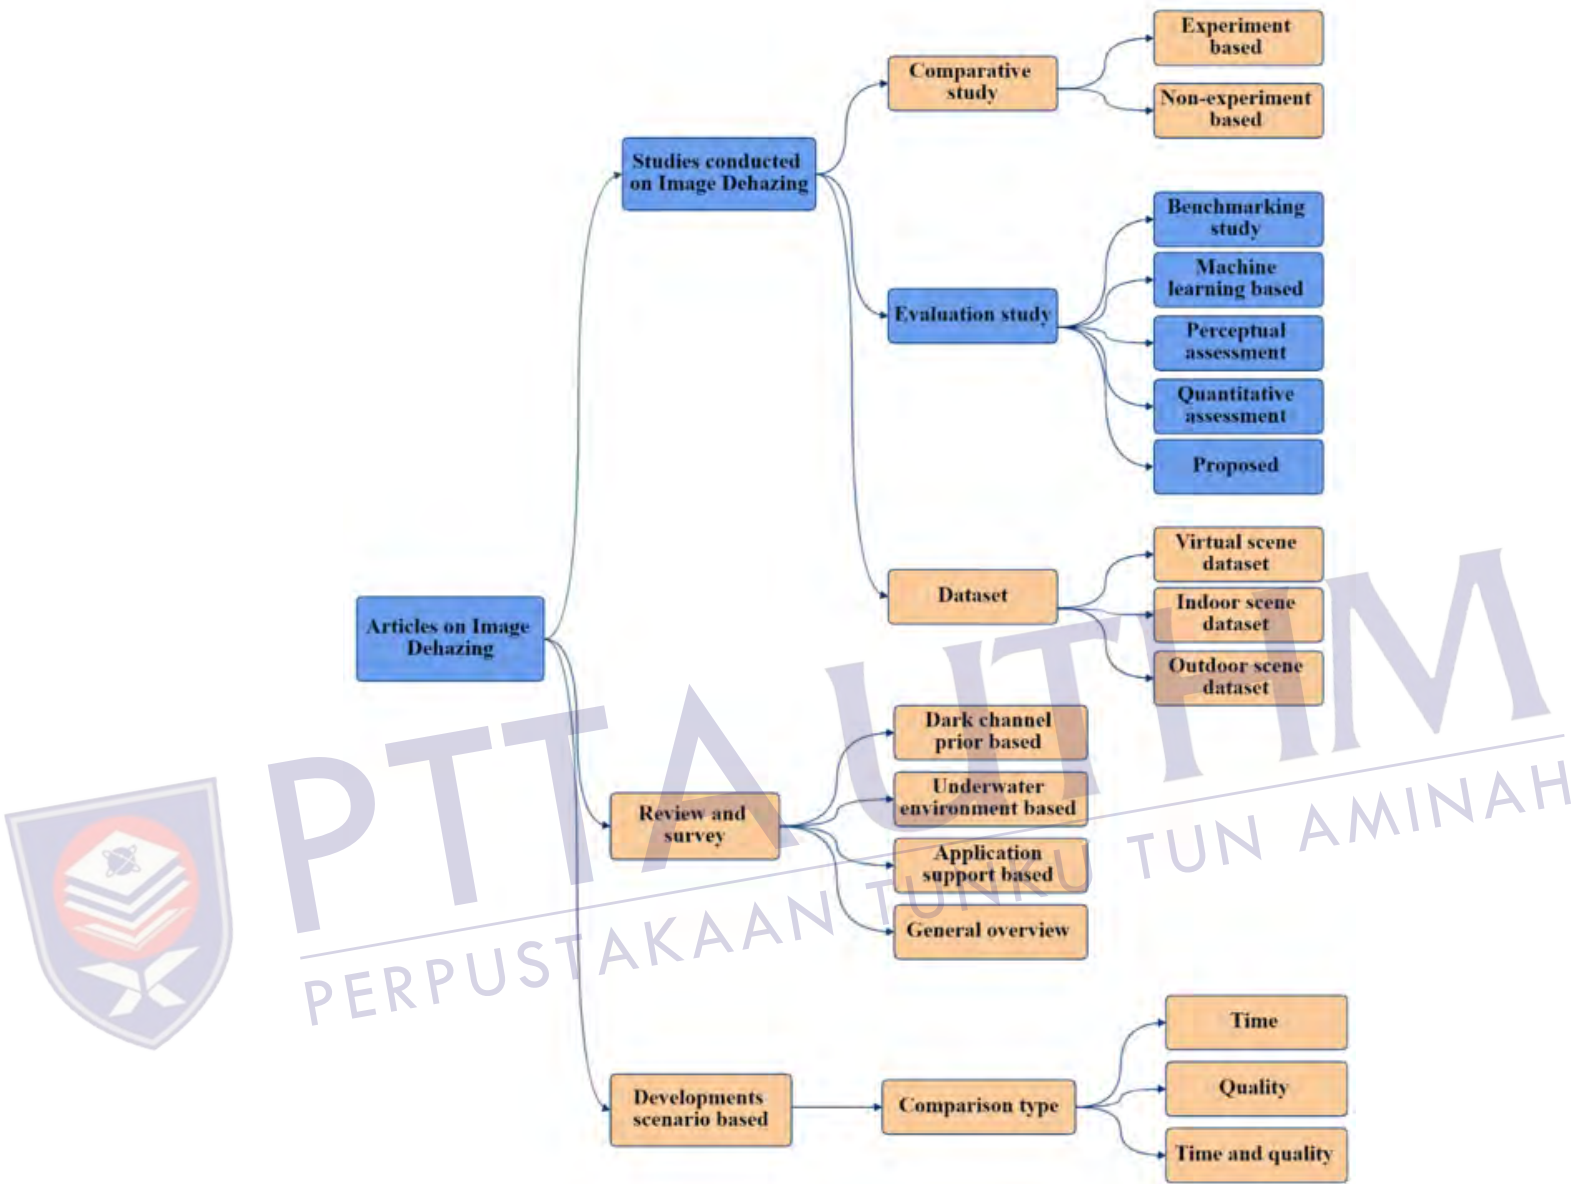 Experiment
based
Comparative
study
Non-experiment
based
Studies conducted
on Image Dehazing
Benchmarking
study
Machine
learning based
Evaluation study
Perceptual
assessment
Quantitative
assessment
Proposed
Virtual scene
dataset
Dataset
Indoor scene
dataset
Outdoor scene
dataset
Articles on Image
Dehazing
Dark channel
prior based
Underwater
environment based
Review and
survey
Application
support based
General overview
Time
Developments
scenario based
Comparison type
Quality
Time and quality
PTTA UTHM
PERPUSTAKAAN TUNKU TUN AMINAH